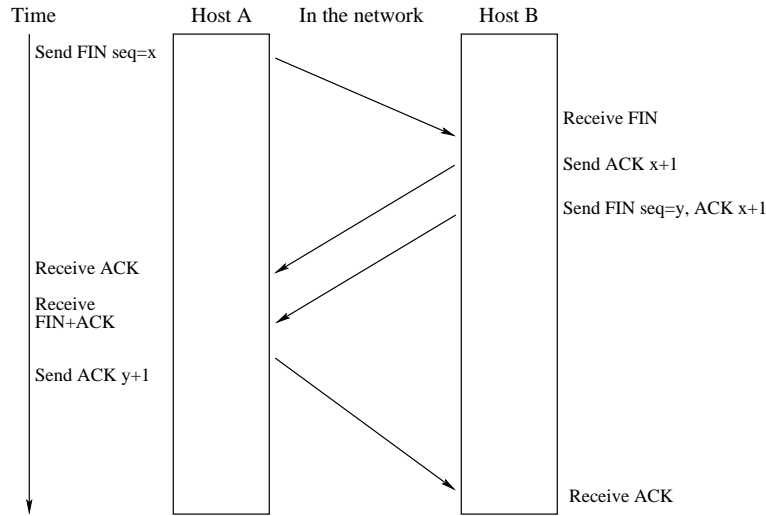 Time
Host A
In the network
Host B
Send FIN seq=x
Receive FIN
Send ACK x+1
Send FIN seq=y, ACK x+1
Receive ACK
Receive
FIN+ACK
Send ACK y+1
Receive ACK